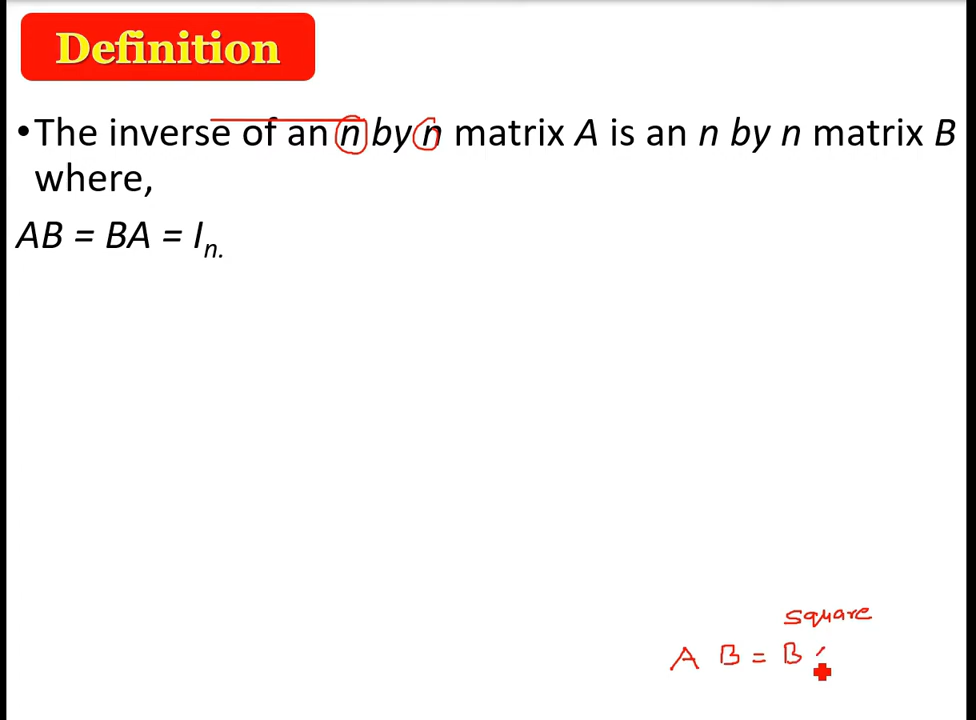 Definition
•The inverse of an n by n matrix A is an n by n matrix B
where,
AB = BA = Iₙ.
square
A B = B